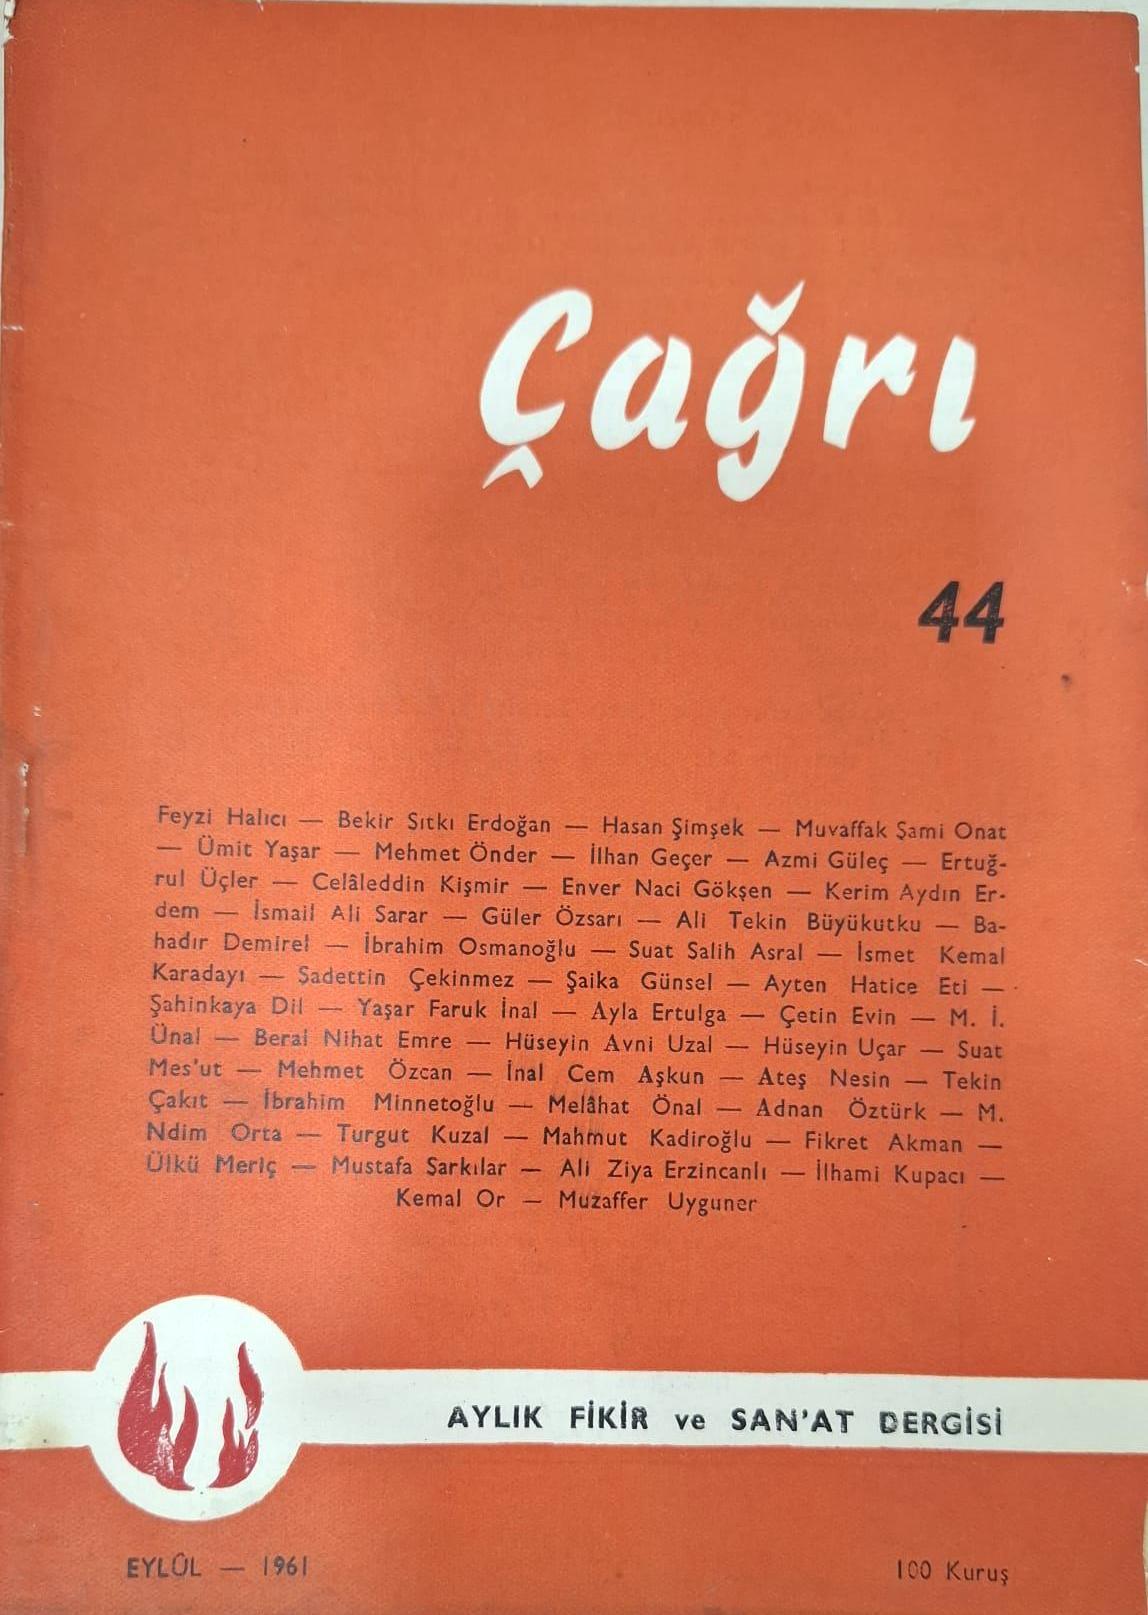 Çağrı
44
Feyzi Halıcı — Bekir Sıtkı Erdoğan — Hasan Şimşek — Muvaffak Şami Onat
— Ümit Yaşar — Mehmet Önder — İlhan Geçer — Azmi Güleç — Ertuğ-
rul Üçler — Celâleddin Kişmir — Enver Naci Gökşen — Kerim Aydın Er-
dem — İsmail Ali Sarar — Güler Özsarı — Ali Tekin Büyükutku — Ba-
hadır Demirel — İbrahim Osmanoğlu — Suat Salih Asral — İsmet Kemal
Karadayı — Sadettin Çekinmez — Şaika Günsel — Ayten Hatice Eti —
Şahinkaya Dil — Yaşar Faruk İnal — Ayla Ertulga — Çetin Evin — M. İ.
Ünal — Beral Nihat Emre — Hüseyin Avni Uzal — Hüseyin Uçar — Suat
Mes'ut — Mehmet Özcan — İnal Cem Aşkun — Ateş Nesin — Tekin
Çakıt — İbrahim Minnetoğlu — Melâhat Önal — Adnan Öztürk — M.
Ndim Orta — Turgut Kuzal — Mahmut Kadiroğlu — Fikret Akman —
Ülkü Meriç — Mustafa Sarkılar — Ali Ziya Erzincanlı — İlhami Kupacı —
Kemal Or — Muzaffer Uyguner
AYLIK FİKİR ve SAN'AT DERGİSİ
EYLÛL — 1961
100 Kuruş